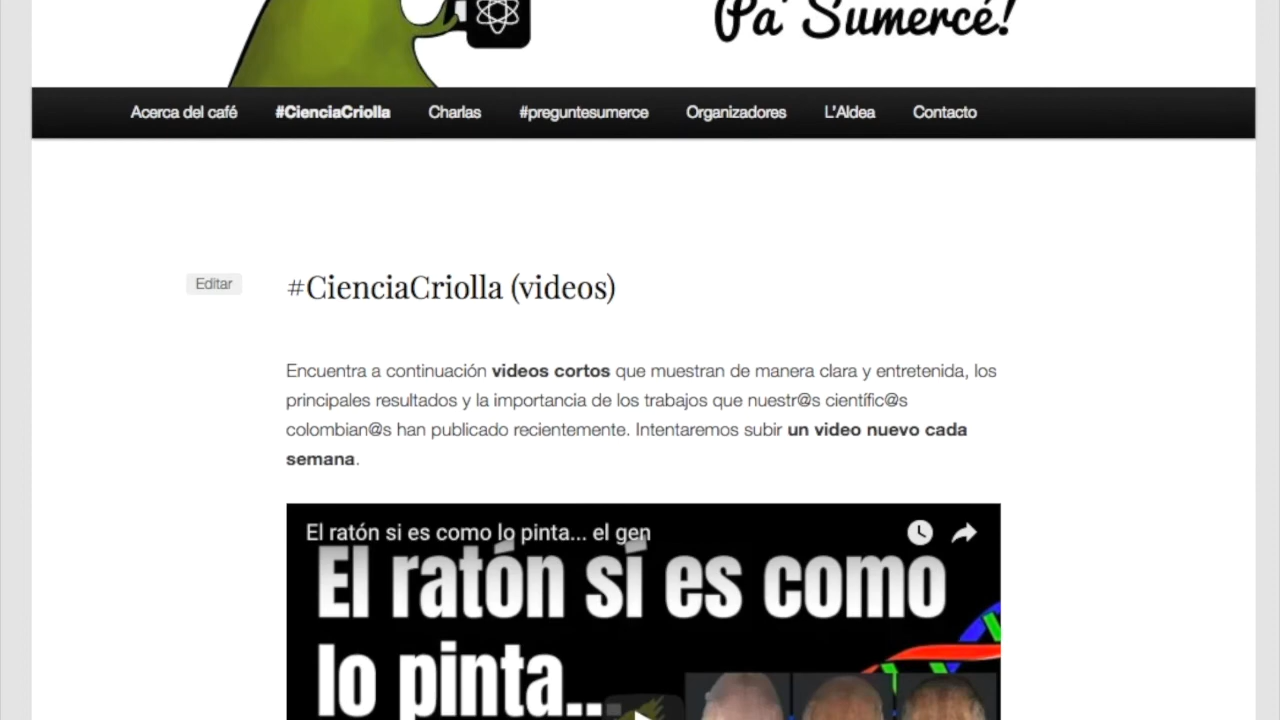 Pa' Sumercé!
Acerca del café #CienciaCriolla Charlas #preguntesumerce Organizadores L'Aldea Contacto
Editar
#CienciaCriolla (videos)
Encuentra a continuación videos cortos que muestran de manera clara y entretenida, los
principales resultados y la importancia de los trabajos que nuestr@s científic@s
colombian@s han publicado recientemente. Intentaremos subir un video nuevo cada
semana.
El ratón si es como lo pinta... el gen
El ratón sí es como
lo pinta...